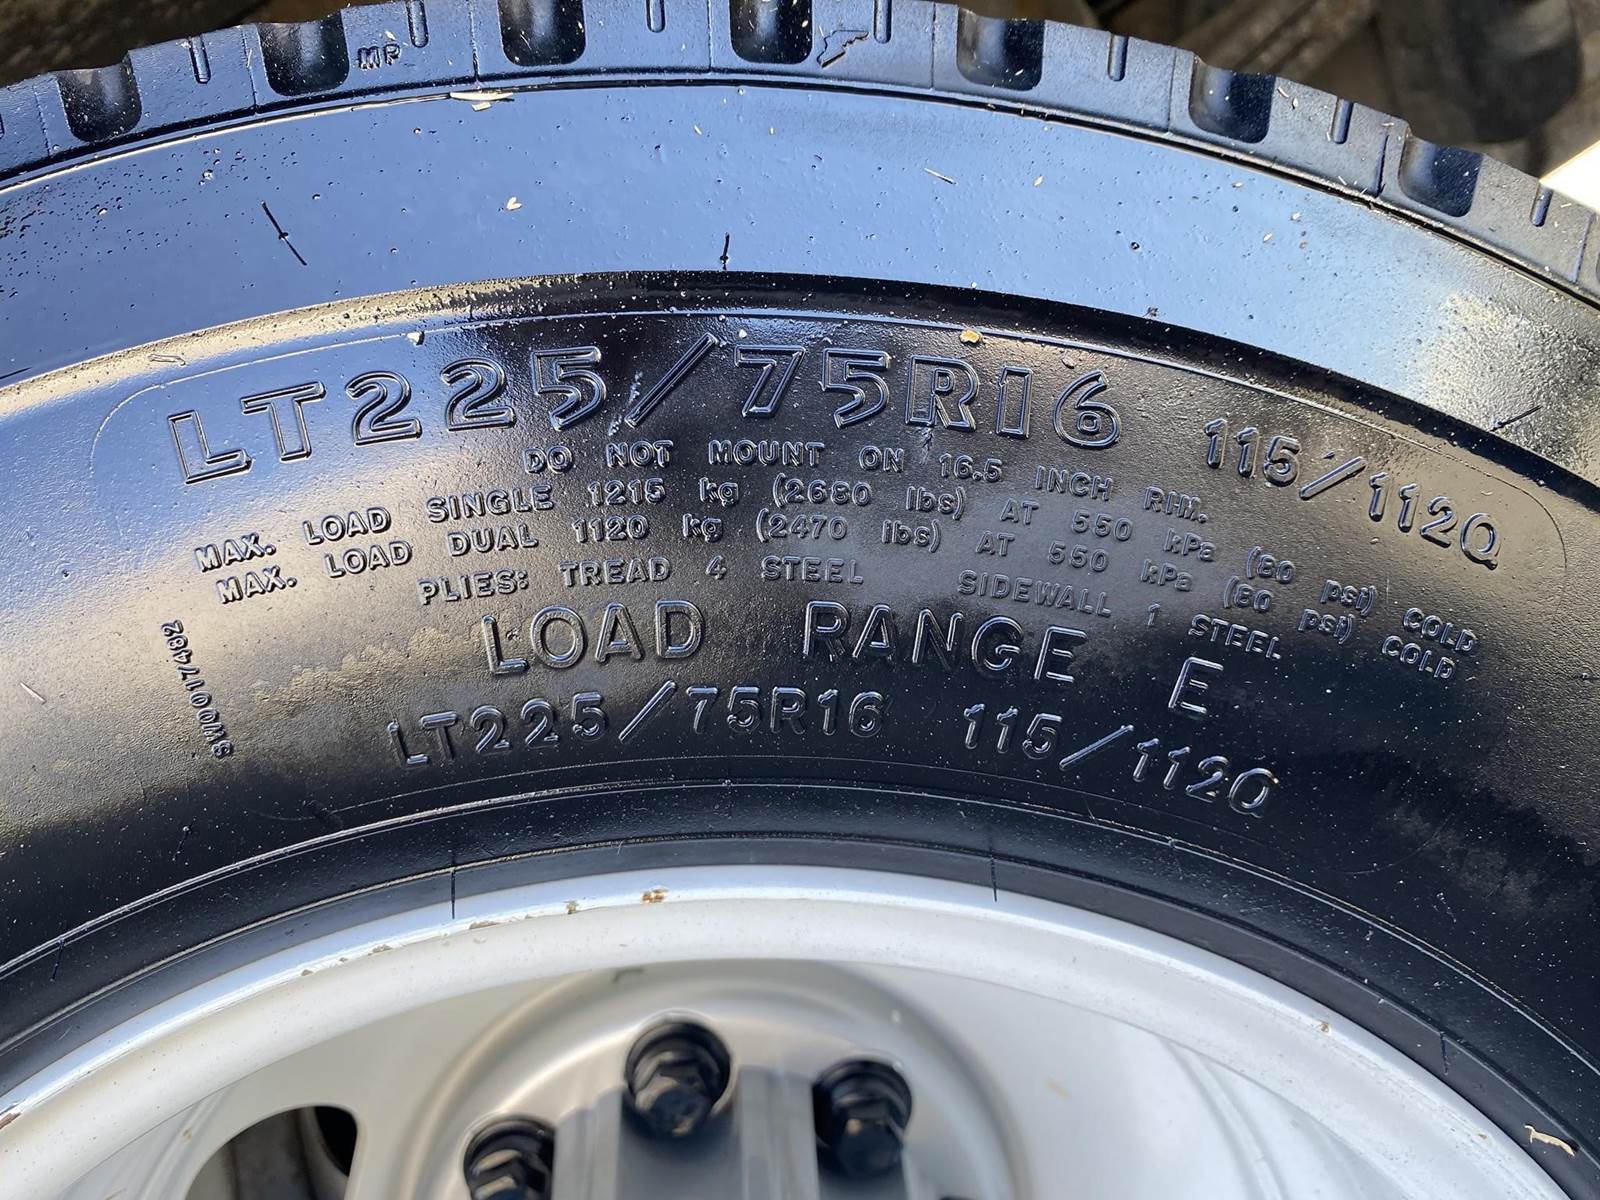 MP
LT225/75R16 115/112Q
DO NOT MOUNT ON 16.5 INCH RIM.
MAX. LOAD SINGLE 1215 kg (2680 lbs) AT 550 kPa (80 psi) COLD
MAX. LOAD DUAL 1120 kg (2470 lbs) AT 550 kPa (80 psi) COLD
PLIES: TREAD 4 STEEL SIDEWALL 1 STEEL
LOAD RANGE E
LT225/75R16 115/112Q
SW0017482